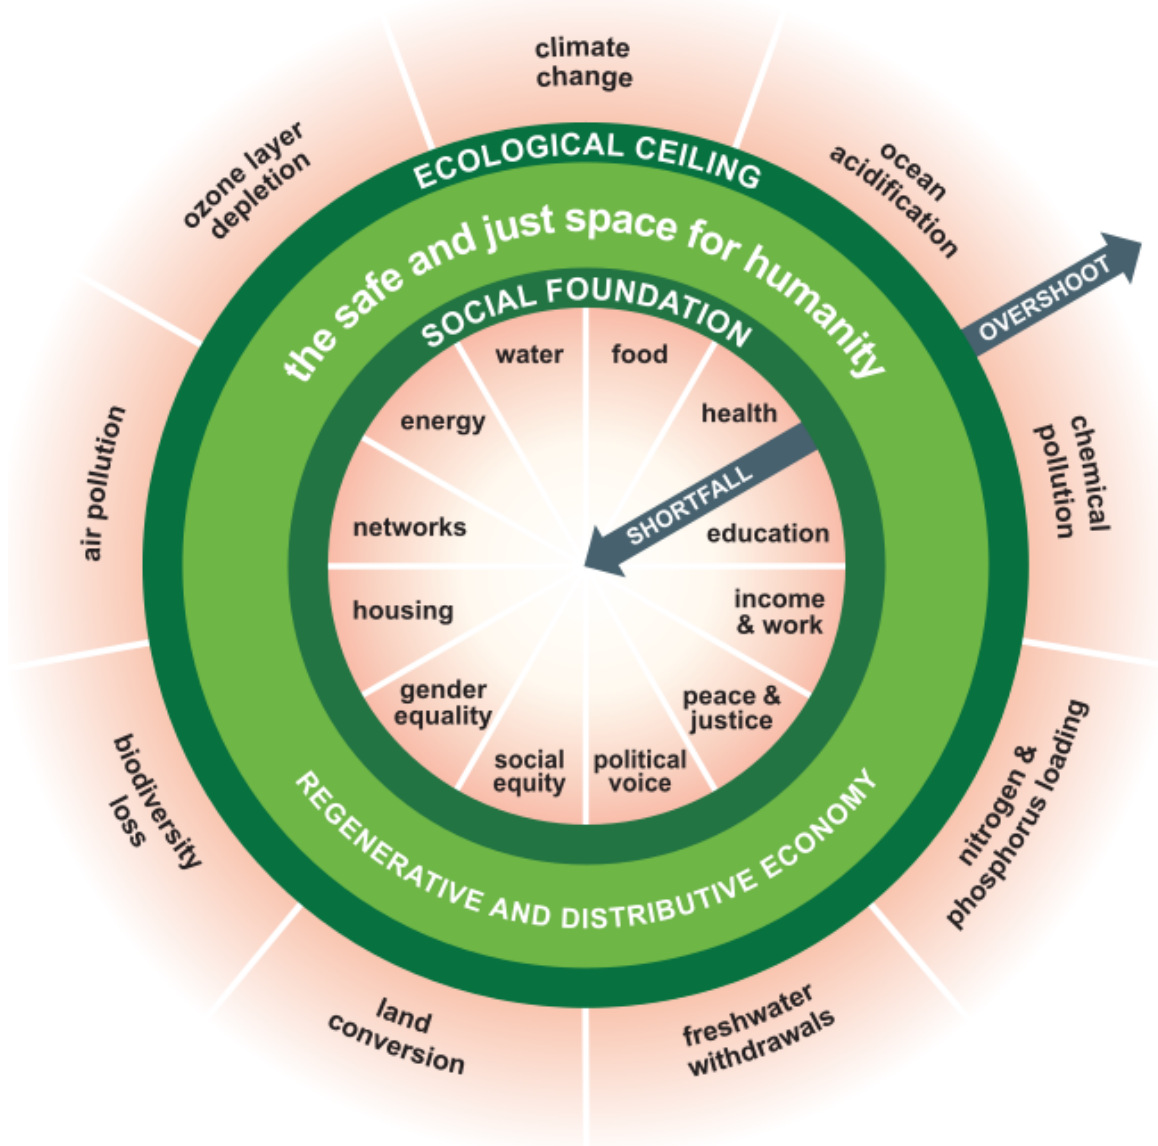 climate
change
ocean
acidification
OVERSHOOT
chemical
pollution
nitrogen &
phosphorus loading
freshwater
withdrawals
land
conversion
biodiversity
loss
air pollution
ozone layer
depletion
ECOLOGICAL CEILING
the safe and just space for humanity
SOCIAL FOUNDATION
water
food
health
SHORTFALL
education
income
& work
peace &
justice
political
voice
social
equity
gender
equality
housing
networks
energy
REGENERATIVE AND DISTRIBUTIVE ECONOMY